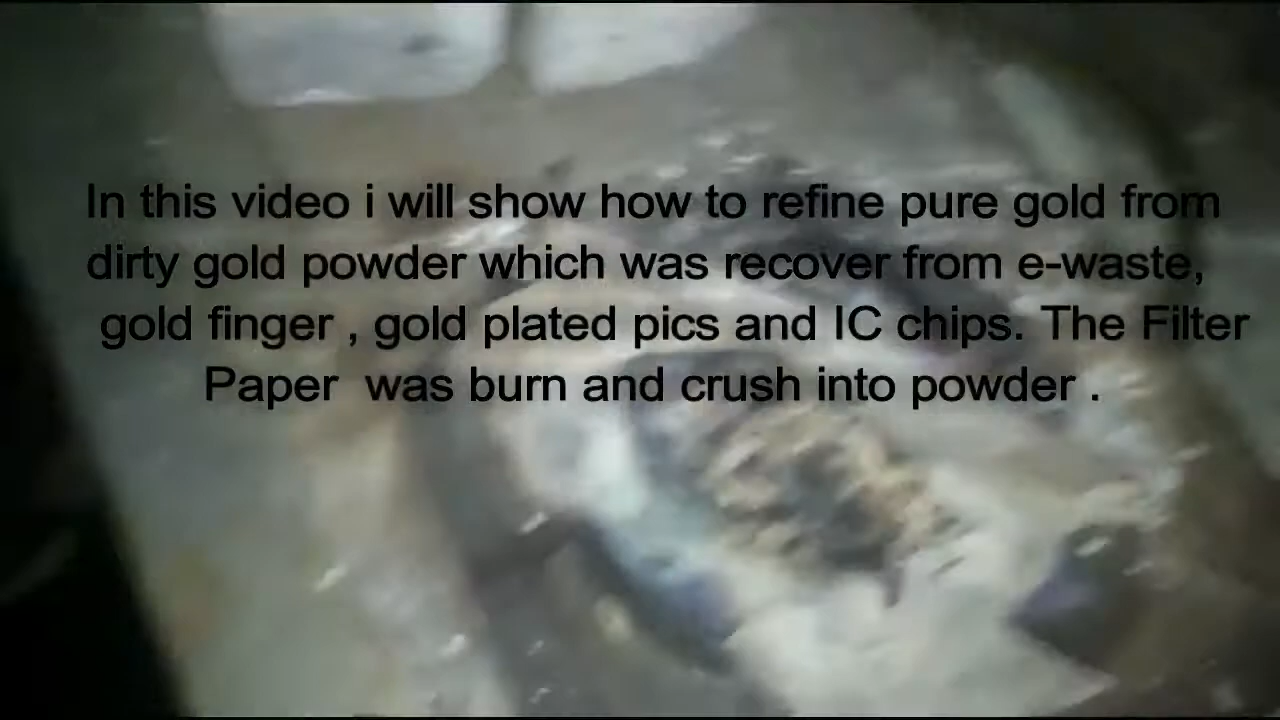 In this video i will show how to refine pure gold from
dirty gold powder which was recover from e-waste,
gold finger , gold plated pics and IC chips. The Filter
Paper was burn and crush into powder .